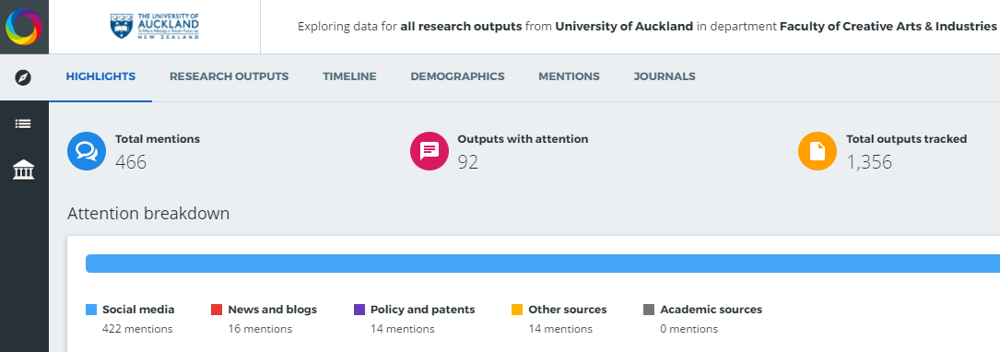 THE UNIVERSITY OF
AUCKLAND
NEW ZEALAND
Exploring data for all research outputs from University of Auckland in department Faculty of Creative Arts & Industries
HIGHLIGHTS RESEARCH OUTPUTS TIMELINE DEMOGRAPHICS MENTIONS JOURNALS
Total mentions
466
Outputs with attention
92
Total outputs tracked
1,356
Attention breakdown
Social media
422 mentions
News and blogs
16 mentions
Policy and patents
14 mentions
Other sources
14 mentions
Academic sources
0 mentions